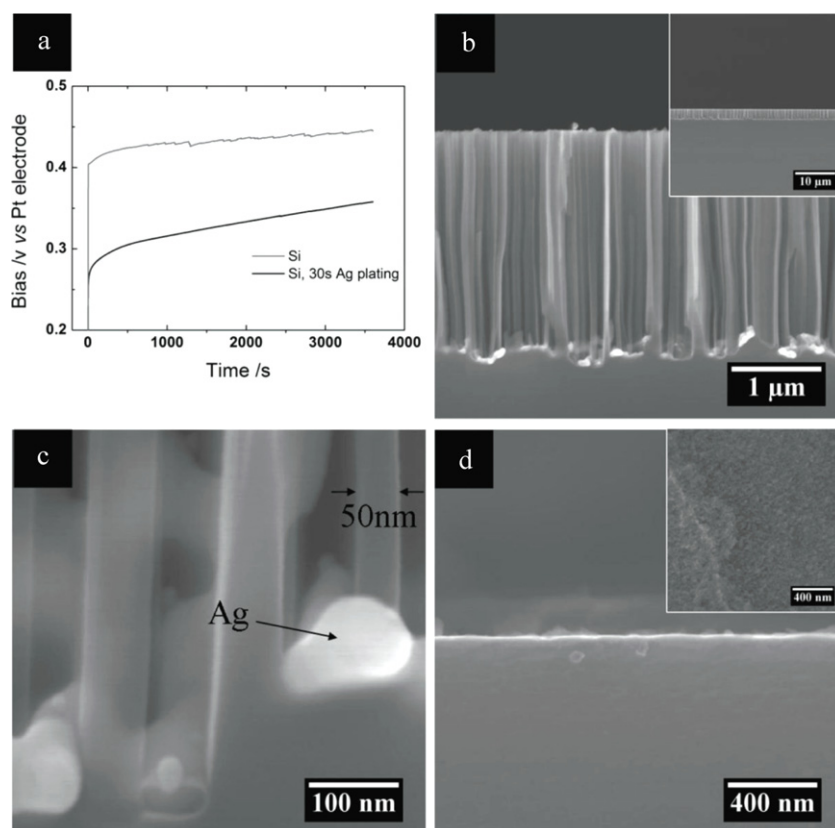 a
0.5
0.4
0.3
0.2
Bias /v vs Pt electrode
Si
Si, 30s Ag plating
0 1000 2000 3000 4000
Time /s
b
10 µm
1 µm
c
50nm
Ag
100 nm
d
400 nm
400 nm